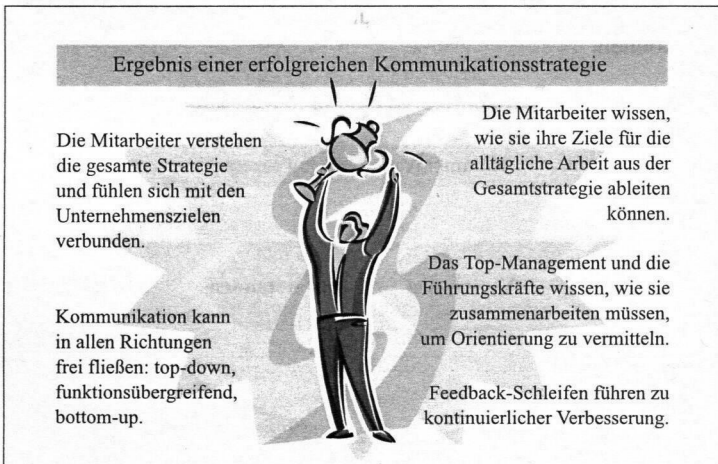 Ergebnis einer erfolgreichen Kommunikationsstrategie
Die Mitarbeiter verstehen
die gesamte Strategie
und fühlen sich mit den
Unternehmenszielen
verbunden.
Kommunikation kann
in allen Richtungen
frei fließen: top-down,
funktionsübergreifend,
bottom-up.
Die Mitarbeiter wissen,
wie sie ihre Ziele für die
alltägliche Arbeit aus der
Gesamtstrategie ableiten
können.
Das Top-Management und die
Führungskräfte wissen, wie sie
zusammenarbeiten müssen,
um Orientierung zu vermitteln.
Feedback-Schleifen führen zu
kontinuierlicher Verbesserung.